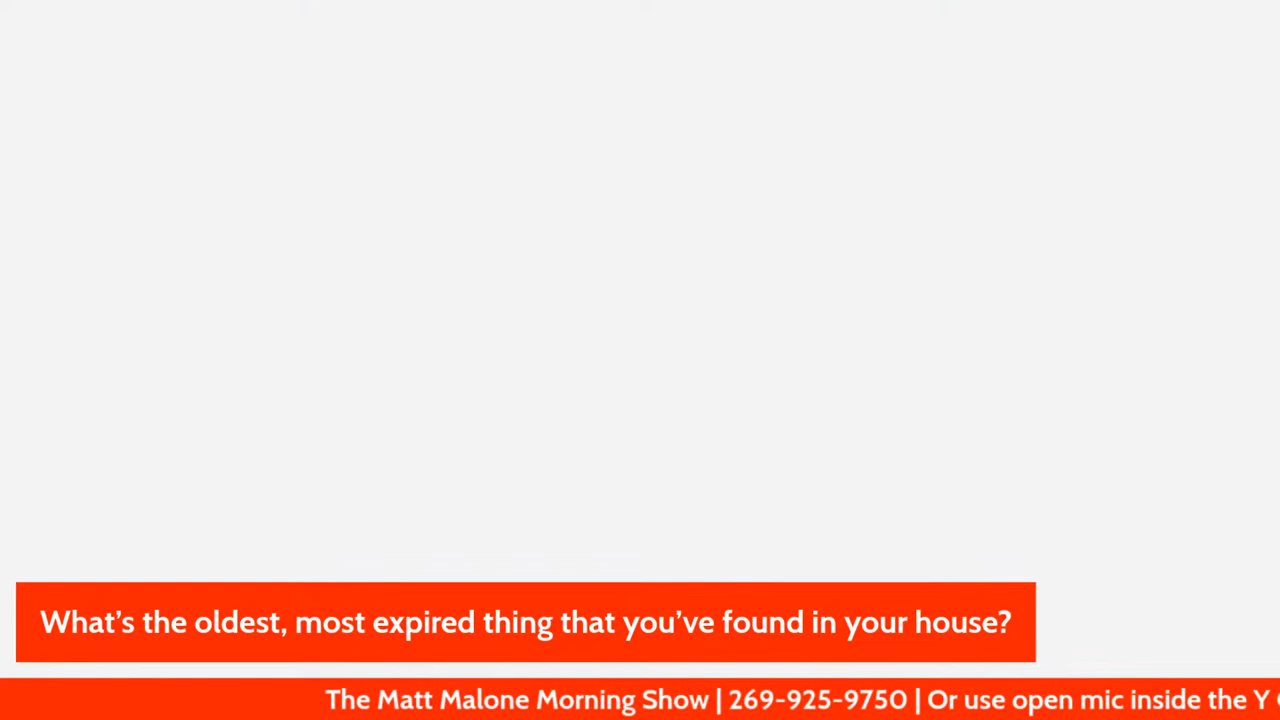 What's the oldest, most expired thing that you've found in your house?
The Matt Malone Morning Show | 269-925-9750 | Or use open mic inside the Y